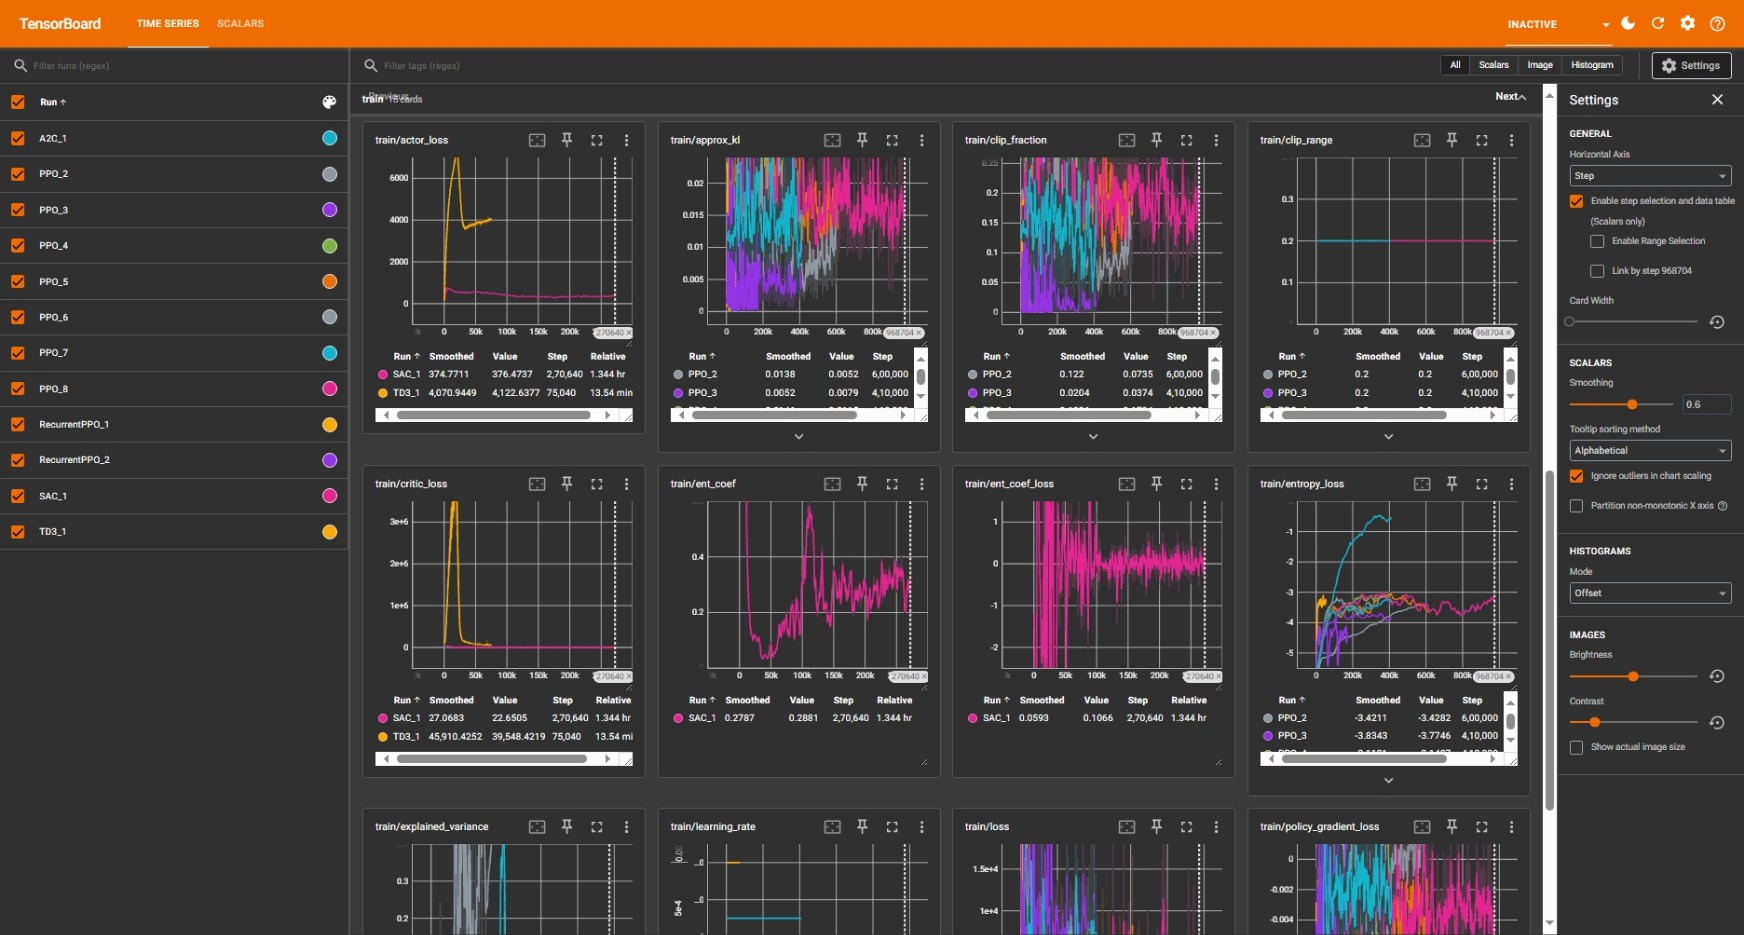 TensorBoard TIME SERIES SCALARS INACTIVE
Filter runs (regex)
Filter tags (regex)
All Scalars Image Histogram Settings
Run ↑
A2C_1
PPO_2
PPO_3
PPO_4
PPO_5
PPO_6
PPO_7
PPO_8
RecurrentPPO_1
RecurrentPPO_2
SAC_1
TD3_1
Previous
train 18 cards
Next
train/actor_loss
6000
4000
2000
0
0 50k 100k 150k 200k 270640 ×
Run ↑ Smoothed Value Step Relative
SAC_1 374.7711 376.4737 2,70,640 1.344 hr
TD3_1 4,070.9449 4,122.6377 75,040 13.54 min
train/approx_kl
0.02
0.015
0.01
0.005
0
0 200k 400k 600k 800k 968704 ×
Run ↑ Smoothed Value Step
PPO_2 0.0138 0.0052 6,00,000
PPO_3 0.0052 0.0079 4,10,000
train/clip_fraction
0.25
0.2
0.15
0.1
0.05
0
0 200k 400k 600k 800k 968704 ×
Run ↑ Smoothed Value Step
PPO_2 0.122 0.0735 6,00,000
PPO_3 0.0204 0.0374 4,10,000
train/clip_range
0.3
0.2
0.1
0 200k 400k 600k 800k 968704 ×
Run ↑ Smoothed Value Step
PPO_2 0.2 0.2 6,00,000
PPO_3 0.2 0.2 4,10,000
train/critic_loss
3e+6
2e+6
1e+6
0
0 50k 100k 150k 200k 270640 ×
Run ↑ Smoothed Value Step Relative
SAC_1 27.0683 22.6505 2,70,640 1.344 hr
TD3_1 45,910.4252 39,548.4219 75,040 13.54 mi
train/ent_coef
0.4
0.2
0 50k 100k 150k 200k 270640 ×
Run ↑ Smoothed Value Step Relative
SAC_1 0.2787 0.2881 2,70,640 1.344 hr
train/ent_coef_loss
1
0
-1
-2
0 50k 100k 150k 200k 270640 ×
Run ↑ Smoothed Value Step Relative
SAC_1 0.0593 0.1066 2,70,640 1.344 hr
train/entropy_loss
-1
-2
-3
-4
-5
0 200k 400k 600k 800k 968704 ×
Run ↑ Smoothed Value Step
PPO_2 -3.4211 -3.4282 6,00,000
PPO_3 -3.8343 -3.7746 4,10,000
train/explained_variance
0.3
0.2
train/learning_rate
5e-4
train/loss
1.5e+4
1e+4
train/policy_gradient_loss
0
-0.002
-0.004
Settings
GENERAL
Horizontal Axis
Step
Enable step selection and data table
(Scalars only)
Enable Range Selection
Link by step 968704
Card Width
SCALARS
Smoothing
0.6
Tooltip sorting method
Alphabetical
Ignore outliers in chart scaling
Partition non-monotonic X axis
HISTOGRAMS
Mode
Offset
IMAGES
Brightness
Contrast
Show actual image size